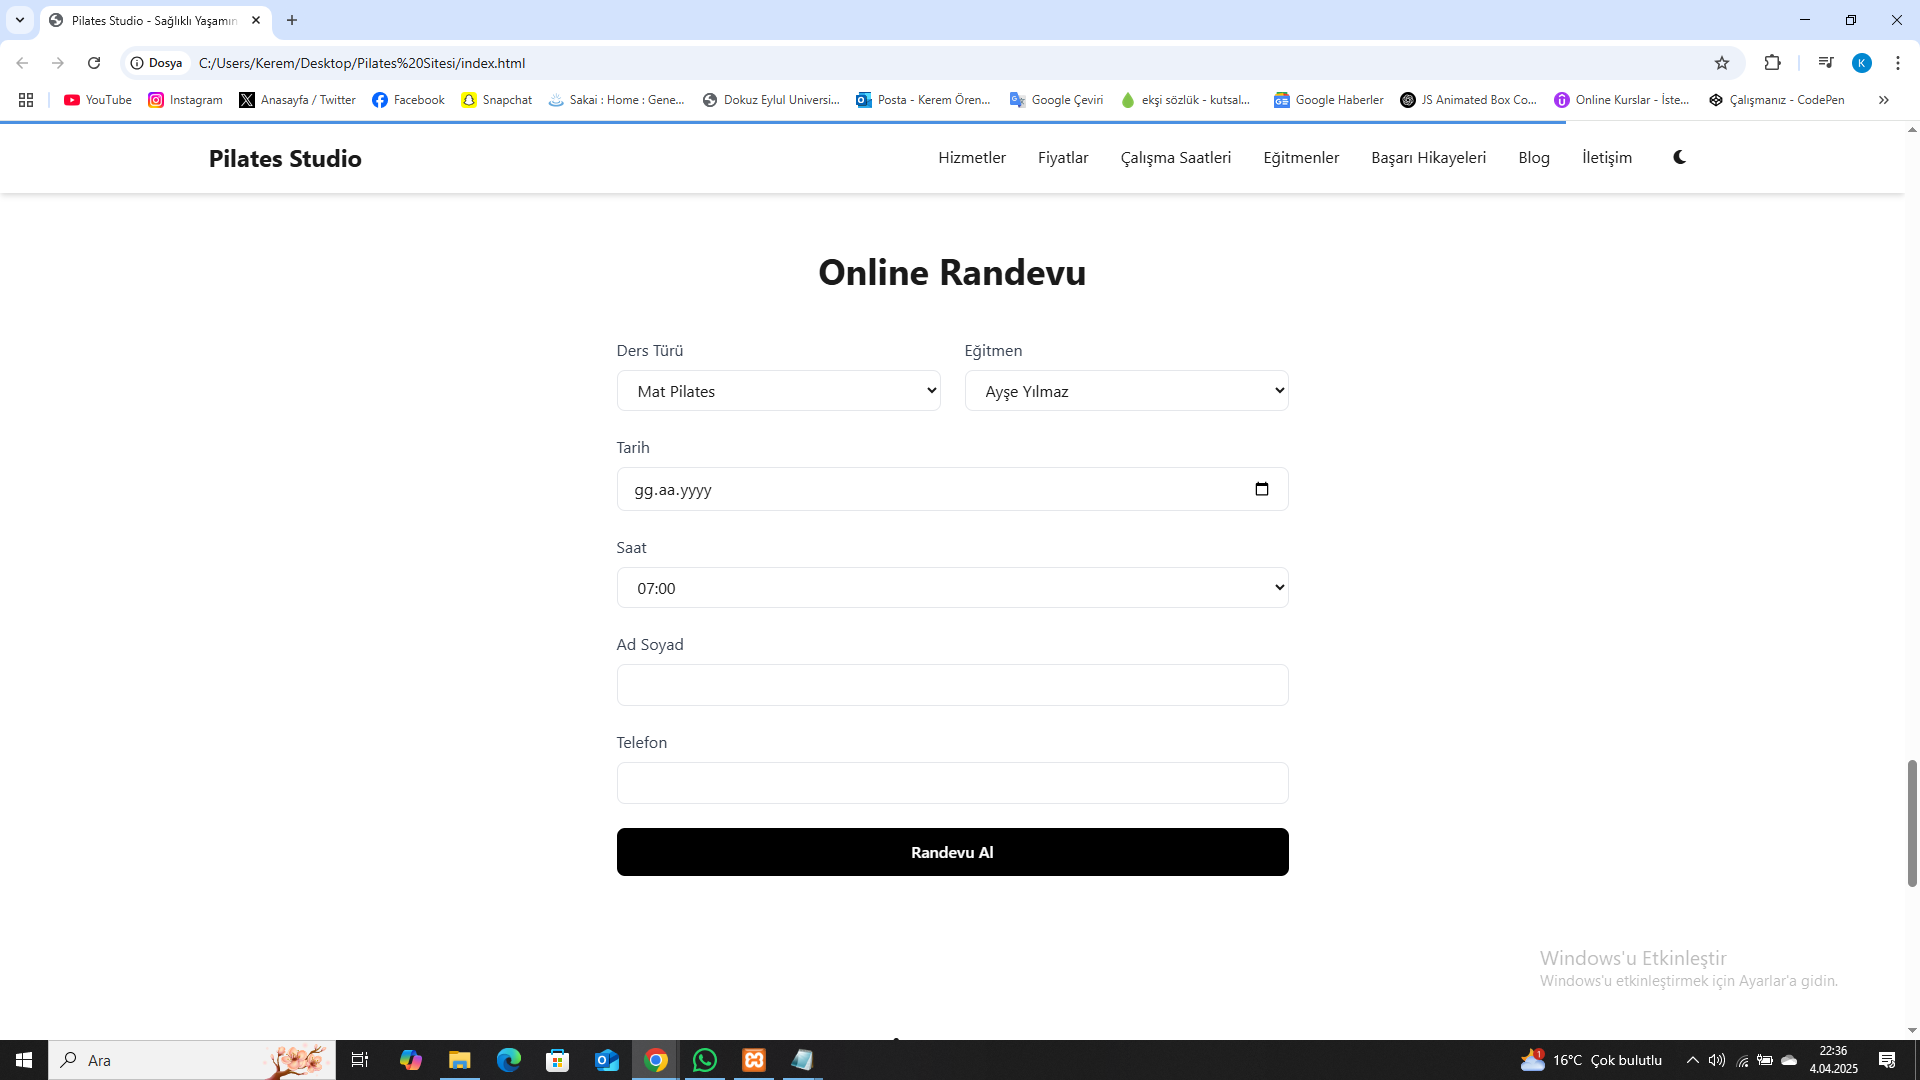 Pilates Studio - Sağlıklı Yaşamın
Dosya
C:/Users/Kerem/Desktop/Pilates%20Sitesi/index.html
K
YouTube
Instagram
Anasayfa / Twitter
Facebook
Snapchat
Sakai : Home : Gene...
Dokuz Eylul Universi...
Posta - Kerem Ören...
Google Çeviri
ekşi sözlük - kutsal...
Google Haberler
JS Animated Box Co...
Online Kurslar - İste...
Çalışmanız - CodePen
Pilates Studio
Hizmetler
Fiyatlar
Çalışma Saatleri
Eğitmenler
Başarı Hikayeleri
Blog
İletişim
Online Randevu
Ders Türü
Eğitmen
Mat Pilates
Ayşe Yılmaz
Tarih
gg.aa.yyyy
Saat
07:00
Ad Soyad
Telefon
Randevu Al
Windows'u Etkinleştir
Windows'u etkinleştirmek için Ayarlar'a gidin.
Ara
1
16°C Çok bulutlu
22:36
4.04.2025